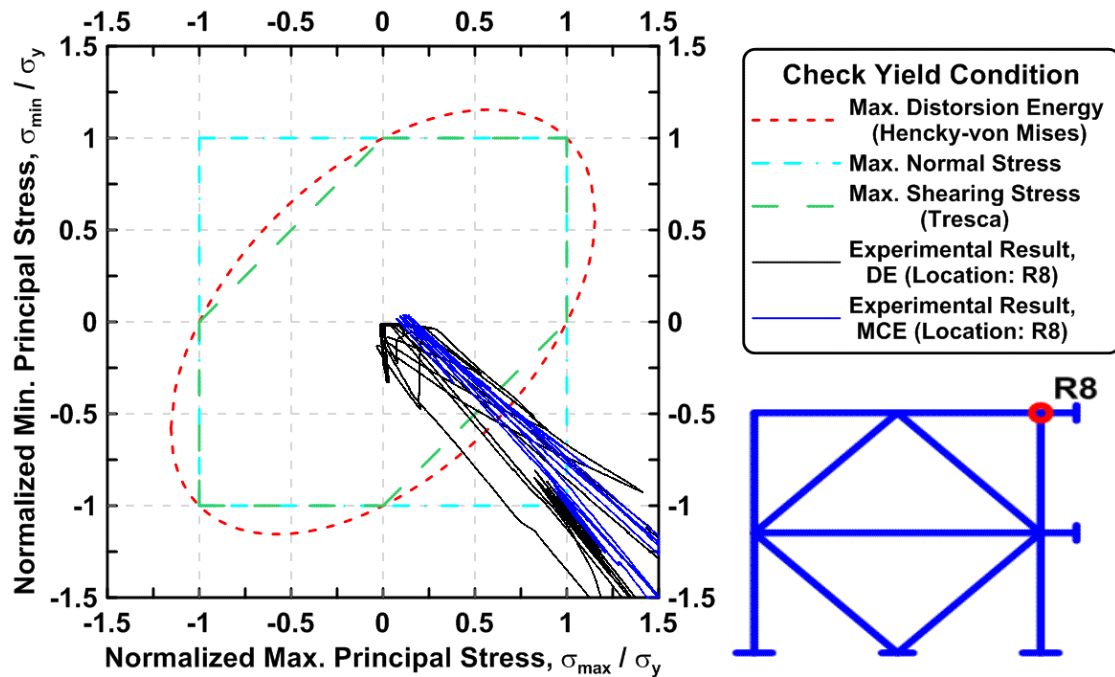 -1.5 -1 -0.5 0 0.5 1 1.5
1.5 1.5
1 1
0.5 0.5
0 0
-0.5 -0.5
-1 -1
-1.5 -1.5
-1.5 -1 -0.5 0 0.5 1 1.5
Normalized Min. Principal Stress, σmin / σy
Normalized Max. Principal Stress, σmax / σy
Check Yield Condition
Max. Distorsion Energy
(Hencky-von Mises)
Max. Normal Stress
Max. Shearing Stress
(Tresca)
Experimental Result,
DE (Location: R8)
Experimental Result,
MCE (Location: R8)
R8